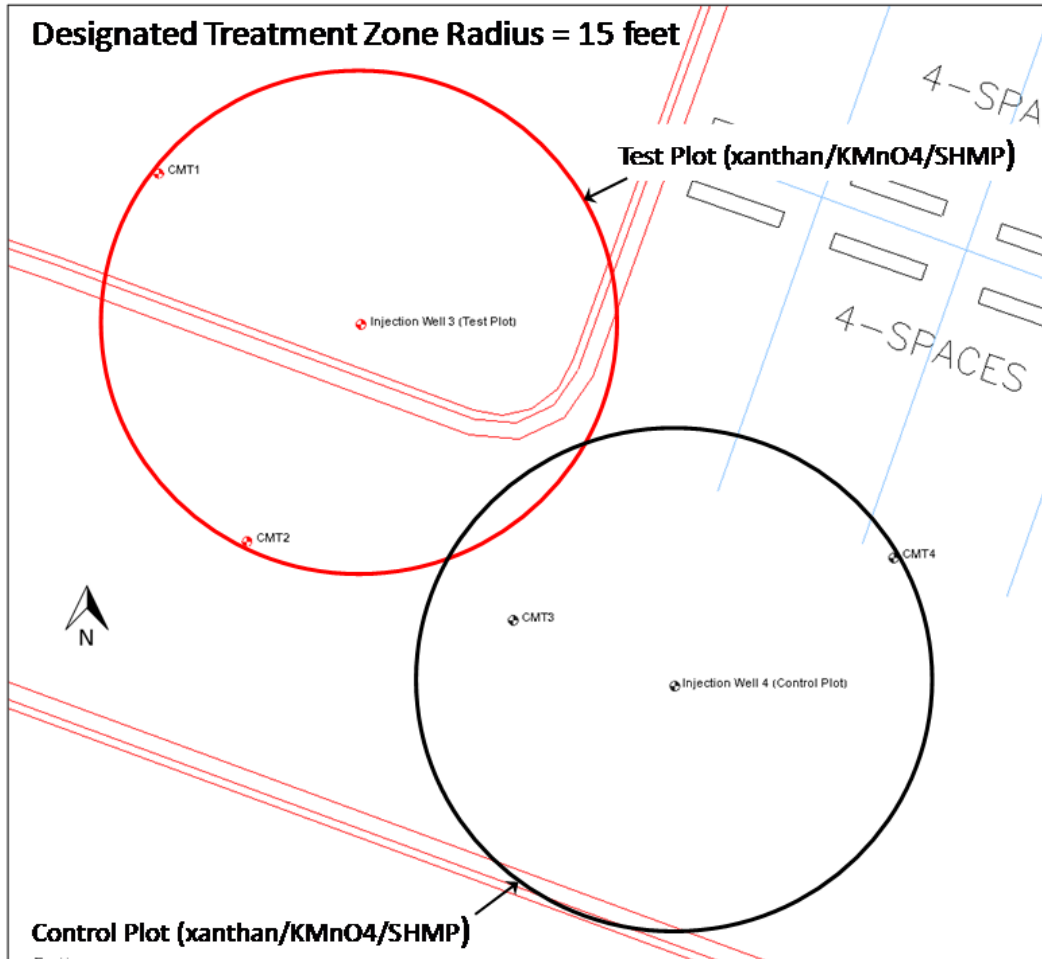 Designated Treatment Zone Radius = 15 feet
4-SPA
Test Plot (xanthan/KMnO4/SHMP)
CMT1
Injection Well 3 (Test Plot)
4-SPACES
CMT2
CMT4
CMT3
N
Injection Well 4 (Control Plot)
Control Plot (xanthan/KMnO4/SHMP)